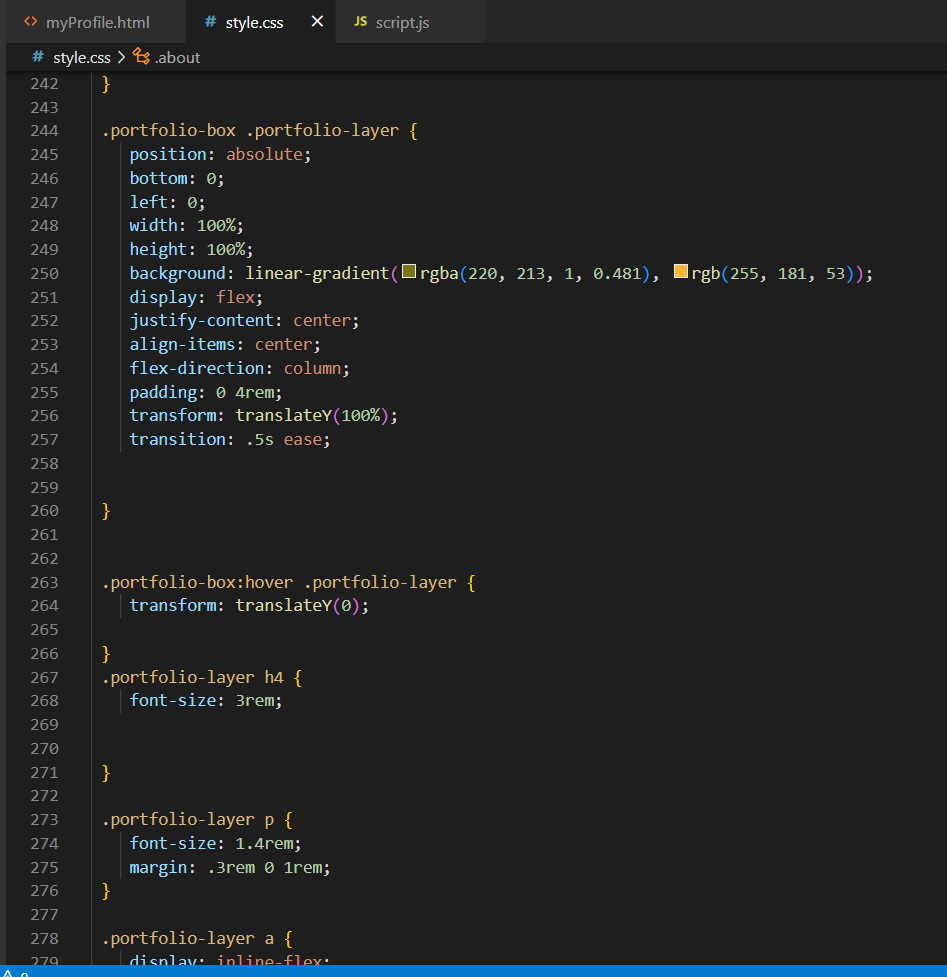 <> myProfile.html # style.css × JS script.js
# style.css > .about
242 }
243
244 .portfolio-box .portfolio-layer {
245 position: absolute;
246 bottom: 0;
247 left: 0;
248 width: 100%;
249 height: 100%;
250 background: linear-gradient(rgba(220, 213, 1, 0.481), rgb(255, 181, 53));
251 display: flex;
252 justify-content: center;
253 align-items: center;
254 flex-direction: column;
255 padding: 0 4rem;
256 transform: translateY(100%);
257 transition: .5s ease;
258
259
260 }
261
262
263 .portfolio-box:hover .portfolio-layer {
264 transform: translateY(0);
265
266 }
267 .portfolio-layer h4 {
268 font-size: 3rem;
269
270
271 }
272
273 .portfolio-layer p {
274 font-size: 1.4rem;
275 margin: .3rem 0 1rem;
276 }
277
278 .portfolio-layer a {
279 display: inline-flex;